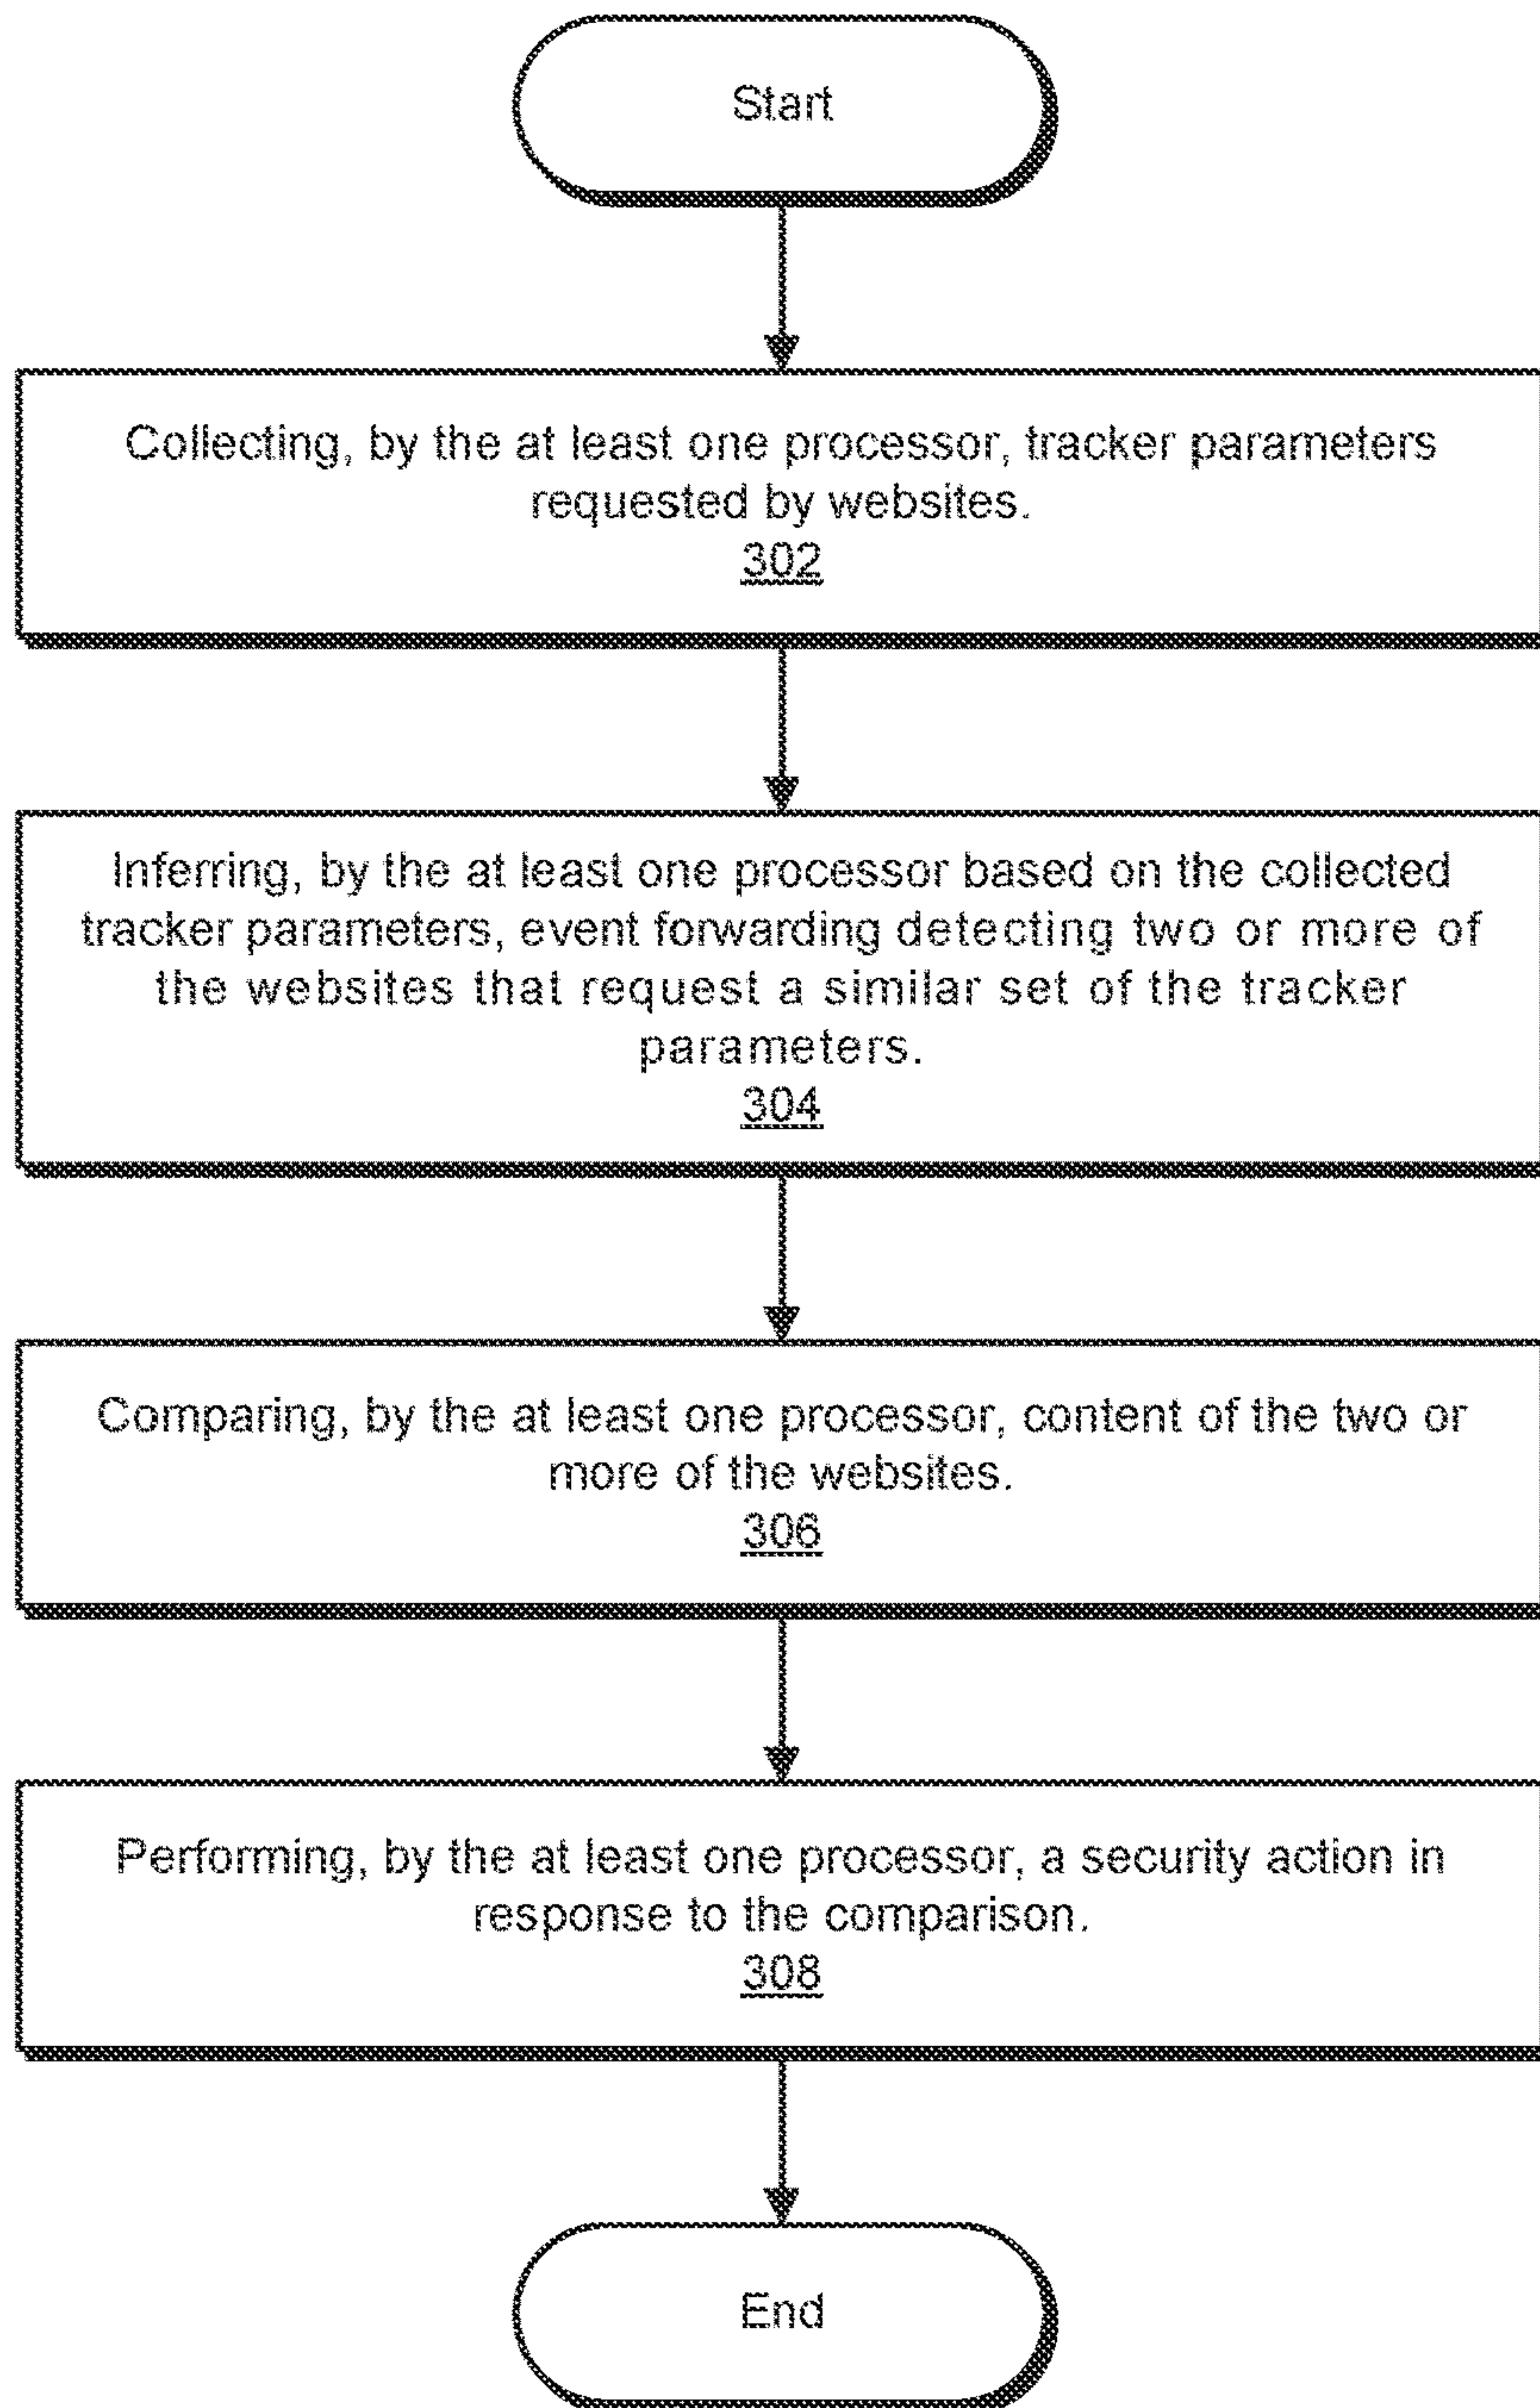 Start
Collecting, by the at least one processor, tracker parameters
requested by websites.
302
Inferring, by the at least one processor based on the collected
tracker parameters, event forwarding detecting two or more of
the websites that request a similar set of the tracker
parameters.
304
Comparing, by the at least one processor, content of the two or
more of the websites.
306
Performing, by the at least one processor, a security action in
response to the comparison.
308
End